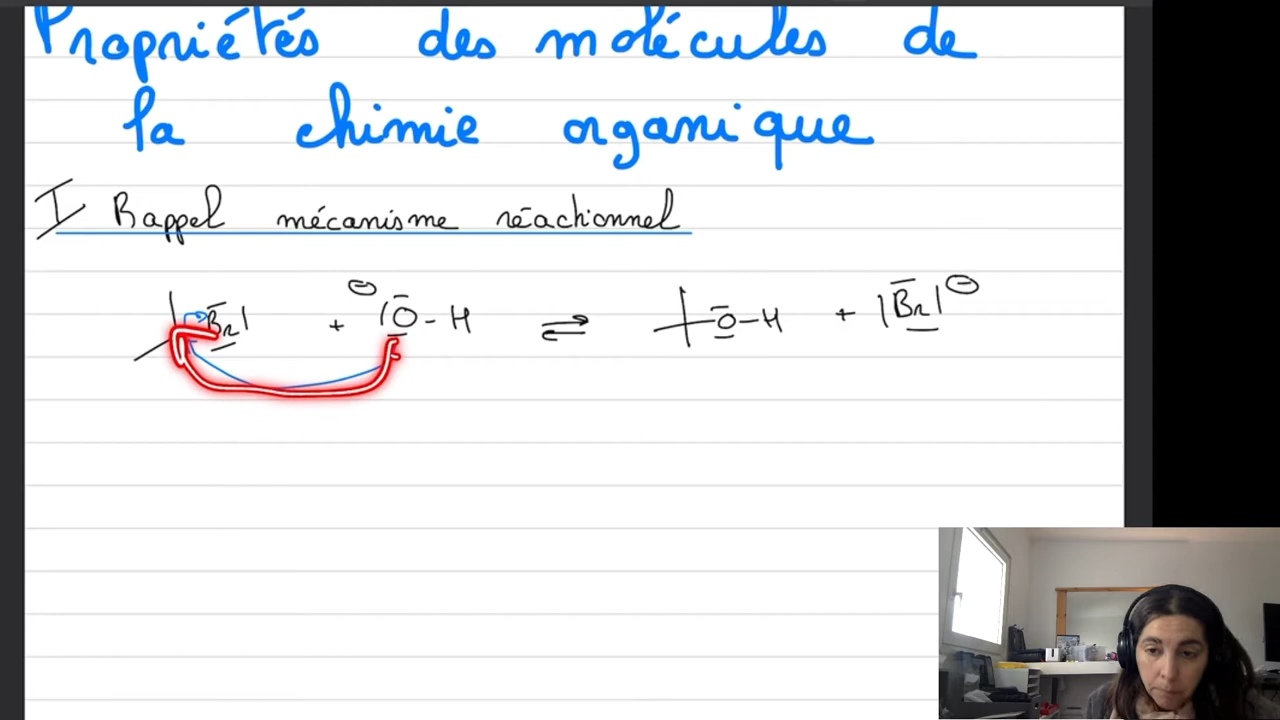 Propriétés des molécules de
la chimie organique
I Rappel mécanisme réactionnel
Br + ⊖ O - H ⇌ O - H + Br ⊖